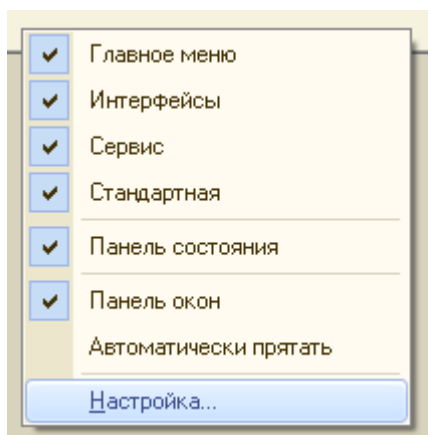 Главное меню
Интерфейсы
Сервис
Стандартная
Панель состояния
Панель окон
Автоматически прятать
Настройка...